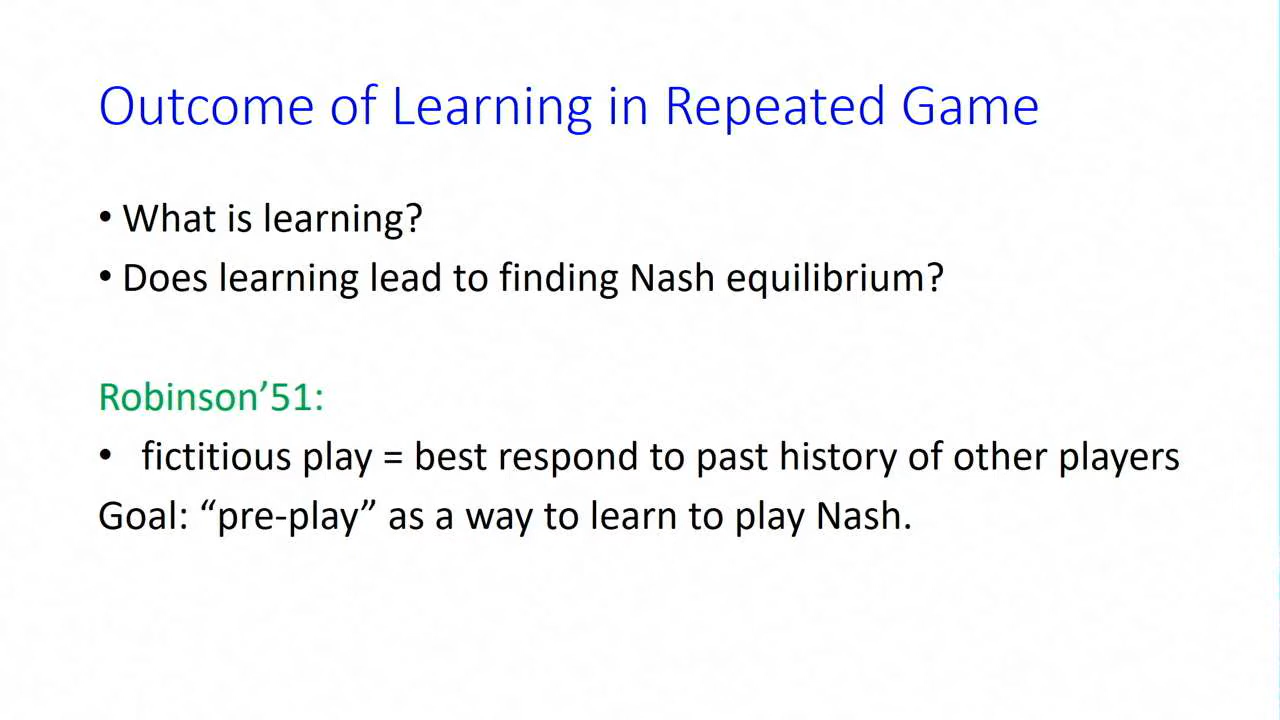 Outcome of Learning in Repeated Game
• What is learning?
• Does learning lead to finding Nash equilibrium?
Robinson’51:
• fictitious play = best respond to past history of other players
Goal: “pre-play” as a way to learn to play Nash.